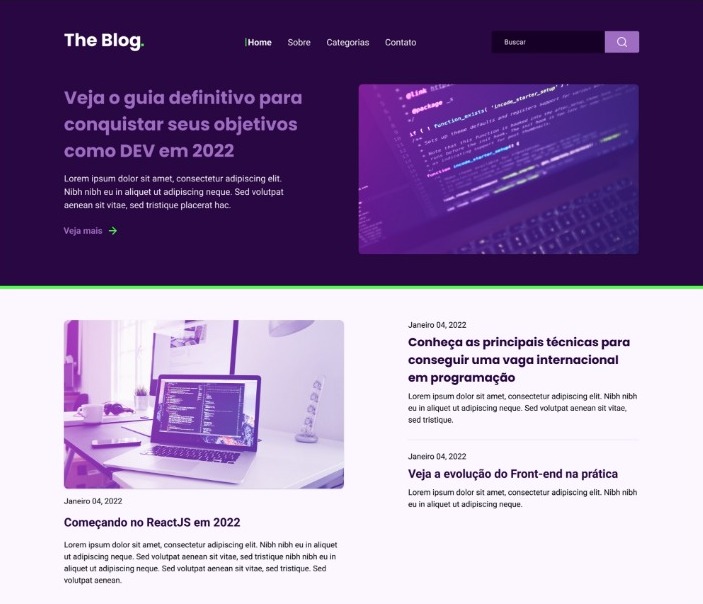 The Blog.
Home Sobre Categorias Contato
Buscar
Veja o guia definitivo para
conquistar seus objetivos
como DEV em 2022
Lorem ipsum dolor sit amet, consectetur adipiscing elit.
Nibh nibh eu in aliquet ut adipiscing neque. Sed volutpat
aenean sit vitae, sed tristique placerat hac.
Veja mais
* @link
* @package _s
if ( ! function_exists( 'incode_starter_setup' ) )
function incode_starter_setup()
Janeiro 04, 2022
Começando no ReactJS em 2022
Lorem ipsum dolor sit amet, consectetur adipiscing elit. Nibh nibh eu in aliquet
ut adipiscing neque. Sed volutpat aenean sit vitae, sed tristique nibh nibh eu in
aliquet ut adipiscing neque. Sed volutpat aenean sit vitae, sed tristique. Sed
volutpat aenean.
Janeiro 04, 2022
Conheça as principais técnicas para
conseguir uma vaga internacional
em programação
Lorem ipsum dolor sit amet, consectetur adipiscing elit. Nibh nibh
eu in aliquet ut adipiscing neque. Sed volutpat aenean sit vitae,
sed tristique.
Janeiro 04, 2022
Veja a evolução do Front-end na prática
Lorem ipsum dolor sit amet, consectetur adipiscing elit. Nibh nibh
eu in aliquet ut adipiscing neque.